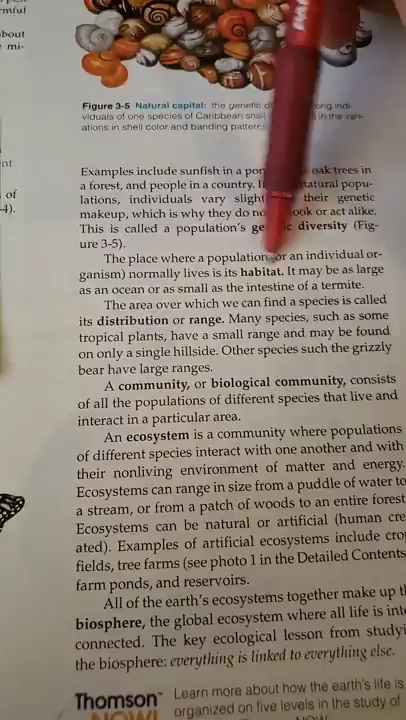 rmful
bout
mi-
nt
of
4).
Figure 3-5 Natural capital: the genetic d ong indi-
viduals of one species of Caribbean snail in the vari-
ations in shell color and banding patterns
Examples include sunfish in a pon oak trees in
a forest, and people in a country. I natural popu-
lations, individuals vary slight their genetic
makeup, which is why they do no look or act alike.
This is called a population's ge c diversity (Fig-
ure 3-5).
The place where a population or an individual or-
ganism) normally lives is its habitat. It may be as large
as an ocean or as small as the intestine of a termite.
The area over which we can find a species is called
its distribution or range. Many species, such as some
tropical plants, have a small range and may be found
on only a single hillside. Other species such the grizzly
bear have large ranges.
A community, or biological community, consists
of all the populations of different species that live and
interact in a particular area.
An ecosystem is a community where populations
of different species interact with one another and with
their nonliving environment of matter and energy.
Ecosystems can range in size from a puddle of water to
a stream, or from a patch of woods to an entire forest
Ecosystems can be natural or artificial (human cre
ated). Examples of artificial ecosystems include cro
fields, tree farms (see photo 1 in the Detailed Contents
farm ponds, and reservoirs.
All of the earth's ecosystems together make up th
biosphere, the global ecosystem where all life is inte
connected. The key ecological lesson from studyi
the biosphere: everything is linked to everything else.
Thomson Learn more about how the earth's life is
NOW! organized on five levels in the study of
NOW